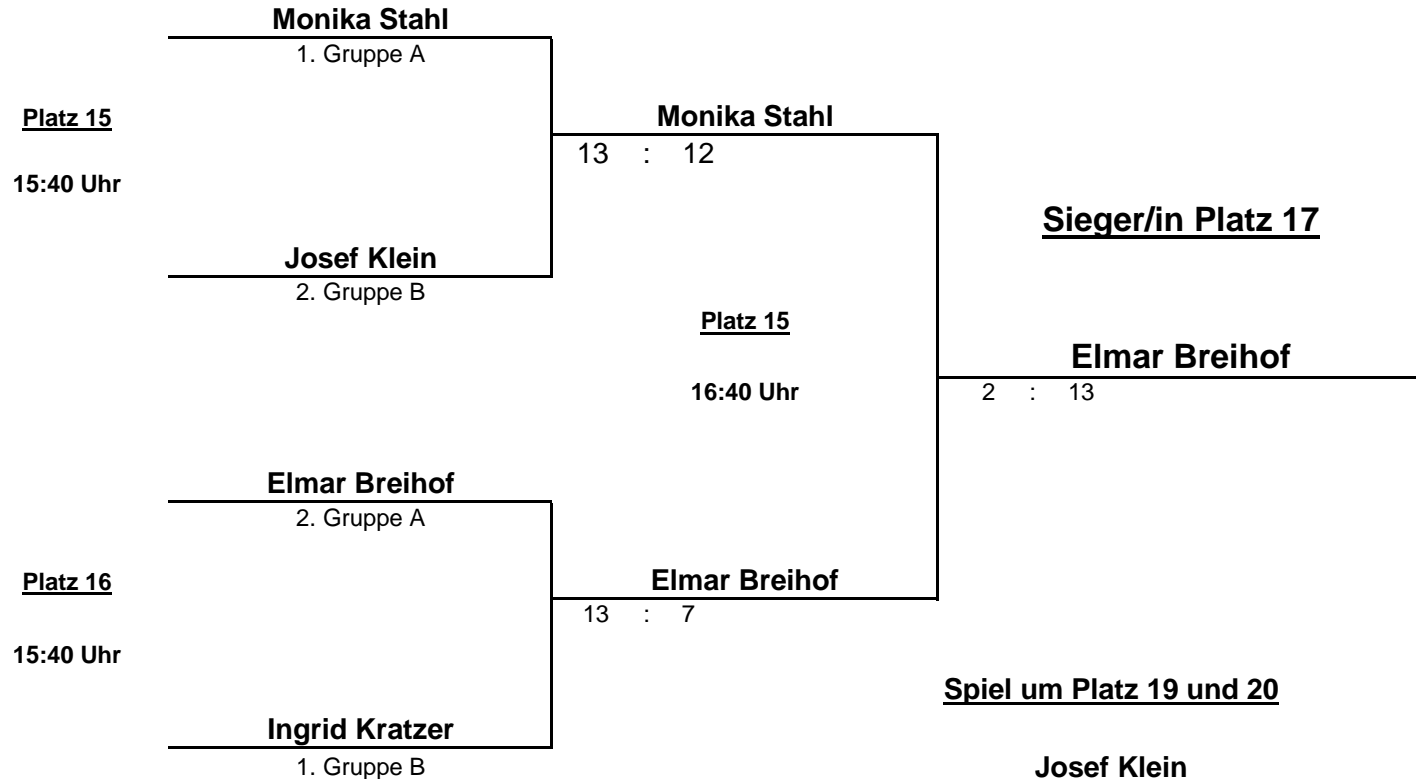 Monika Stahl
1. Gruppe A
Platz 15
Monika Stahl
13 : 12
15:40 Uhr
Sieger/in Platz 17
Josef Klein
2. Gruppe B
Platz 15
Elmar Breihof
16:40 Uhr
2 : 13
Elmar Breihof
2. Gruppe A
Platz 16
Elmar Breihof
13 : 7
15:40 Uhr
Spiel um Platz 19 und 20
Ingrid Kratzer
1. Gruppe B
Josef Klein